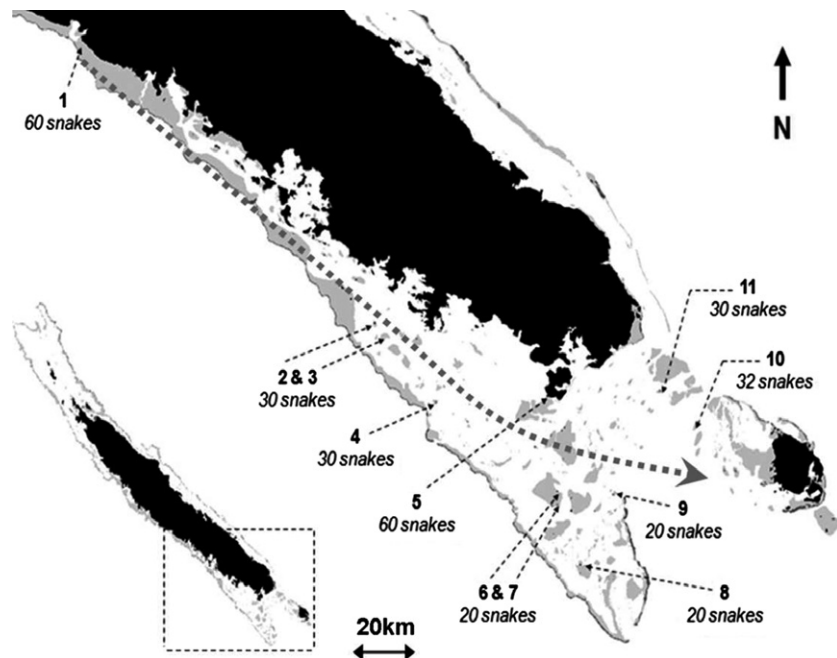 1
60 snakes
N
11
30 snakes
10
32 snakes
2 & 3
30 snakes
4
30 snakes
5
60 snakes
9
20 snakes
6 & 7
20 snakes
8
20 snakes
20km